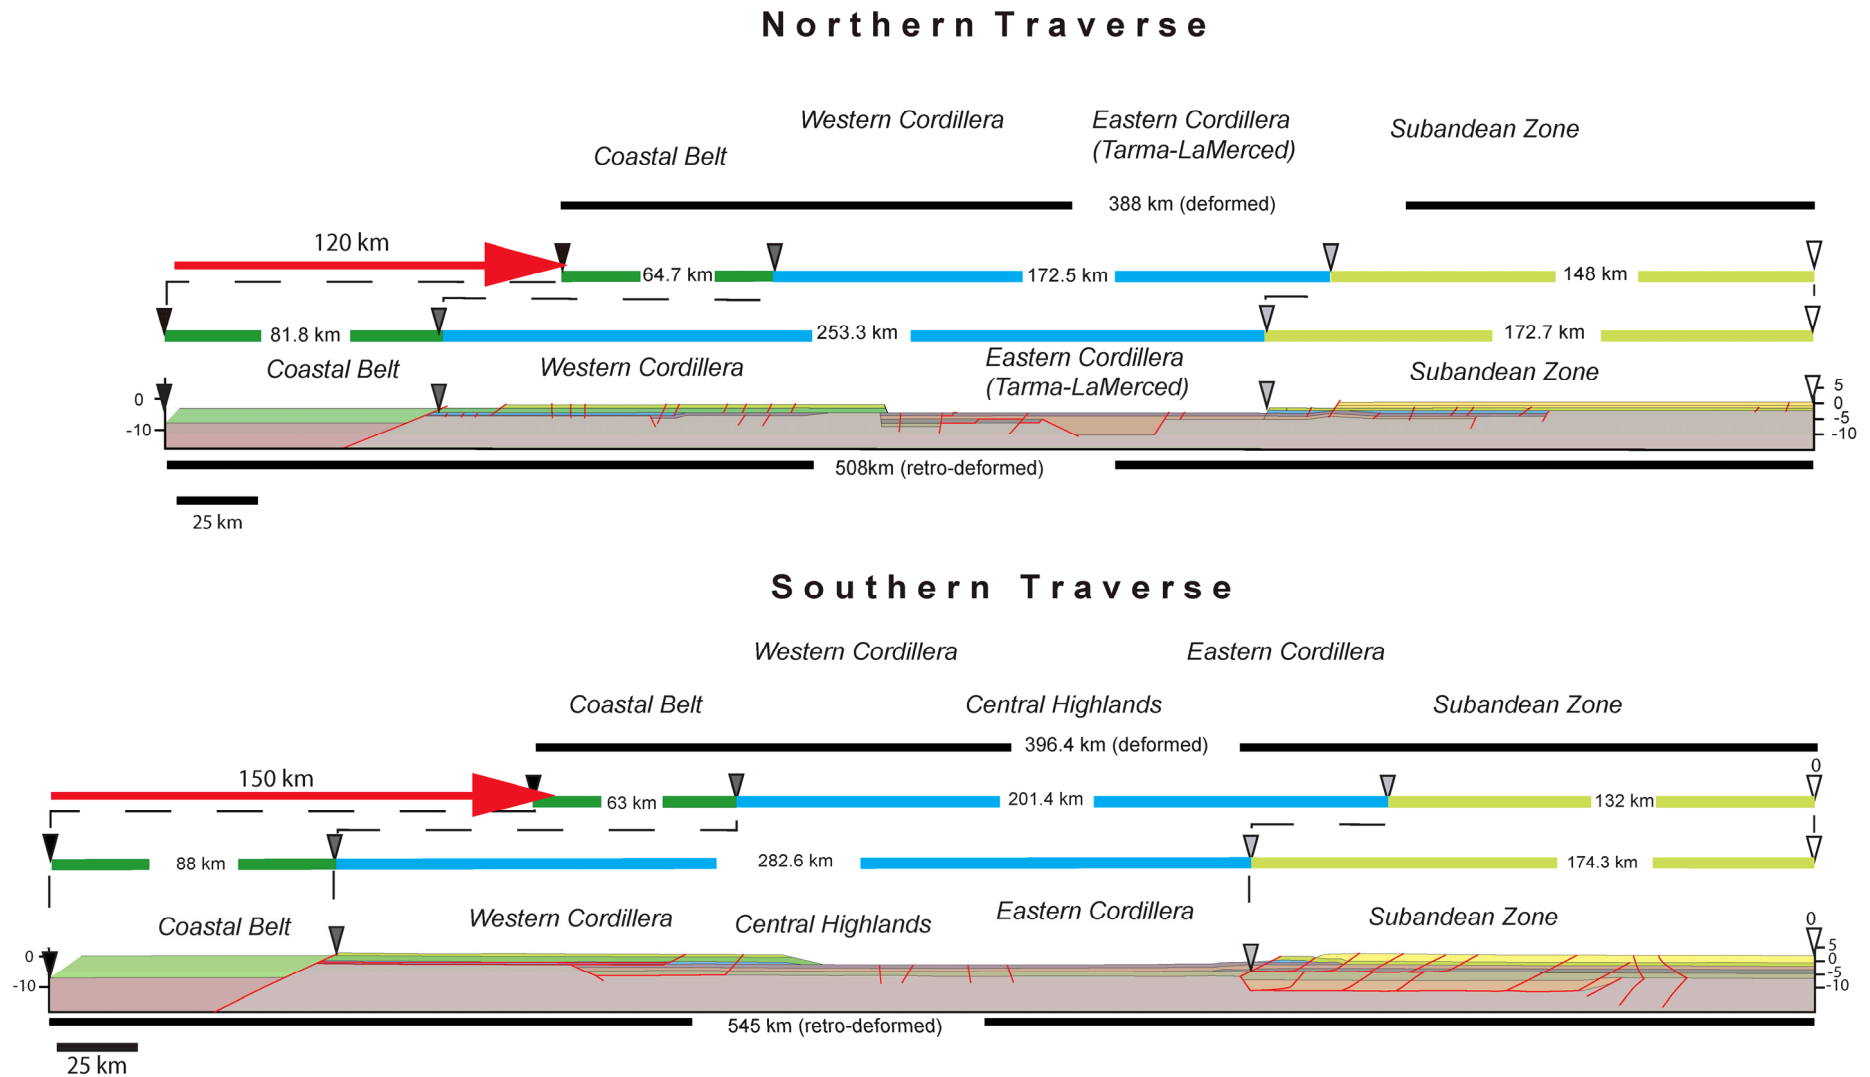 Northern Traverse
Western Cordillera
Eastern Cordillera
(Tarma-LaMerced)
Subandean Zone
Coastal Belt
388 km (deformed)
120 km
64.7 km
172.5 km
148 km
81.8 km
253.3 km
172.7 km
Coastal Belt
Western Cordillera
Eastern Cordillera
(Tarma-LaMerced)
Subandean Zone
0
-10
5
0
-5
-10
508km (retro-deformed)
25 km
Southern Traverse
Western Cordillera
Eastern Cordillera
Coastal Belt
Central Highlands
Subandean Zone
396.4 km (deformed)
0
150 km
63 km
201.4 km
132 km
88 km
282.6 km
174.3 km
Coastal Belt
Western Cordillera
Central Highlands
Eastern Cordillera
Subandean Zone
0
0
-10
5
0
-5
-10
545 km (retro-deformed)
25 km